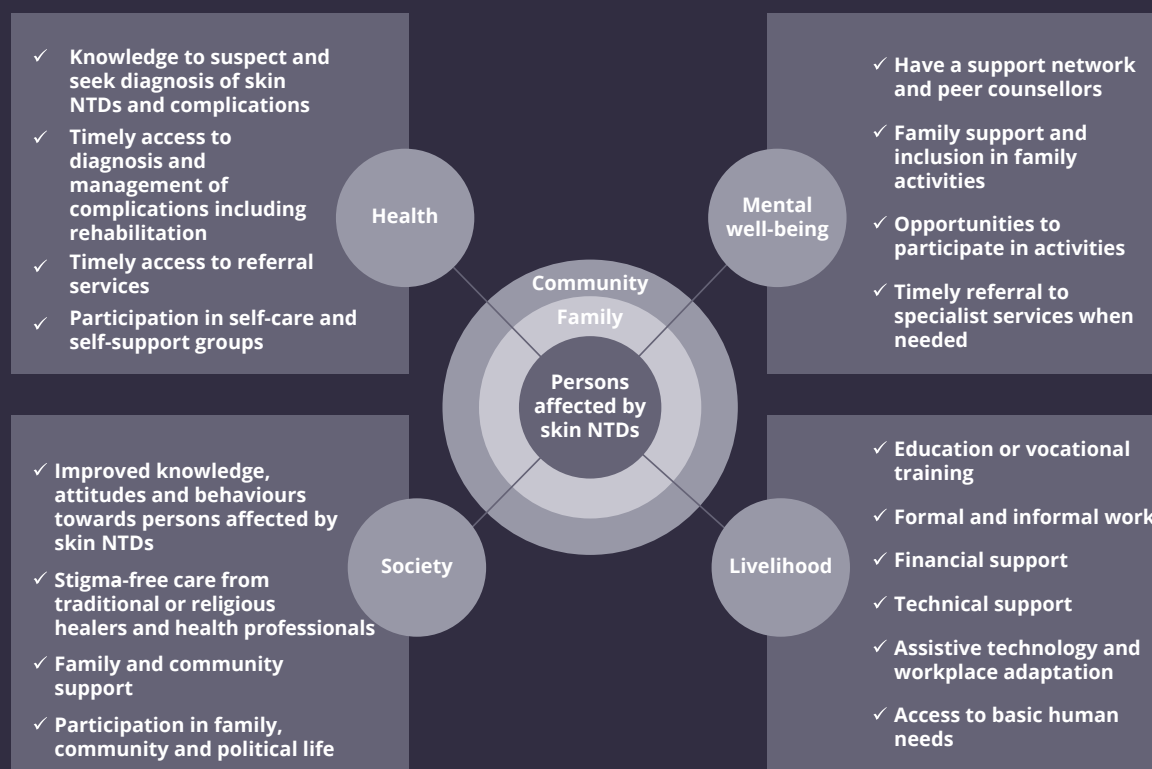 Knowledge to suspect and
seek diagnosis of skin
NTDs and complications
Timely access to
diagnosis and
management of
complications including
rehabilitation
Timely access to referral
services
Participation in self-care and
self-support groups
Health
Mental
well-being
Have a support network
and peer counsellors
Family support and
inclusion in family
activities
Opportunities to
participate in activities
Timely referral to
specialist services when
needed
Community
Family
Persons
affected by
skin NTDs
Improved knowledge,
attitudes and behaviours
towards persons affected by
skin NTDs
Stigma-free care from
traditional or religious
healers and health professionals
Family and community
support
Participation in family,
community and political life
Society
Livelihood
Education or vocational
training
Formal and informal work
Financial support
Technical support
Assistive technology and
workplace adaptation
Access to basic human
needs